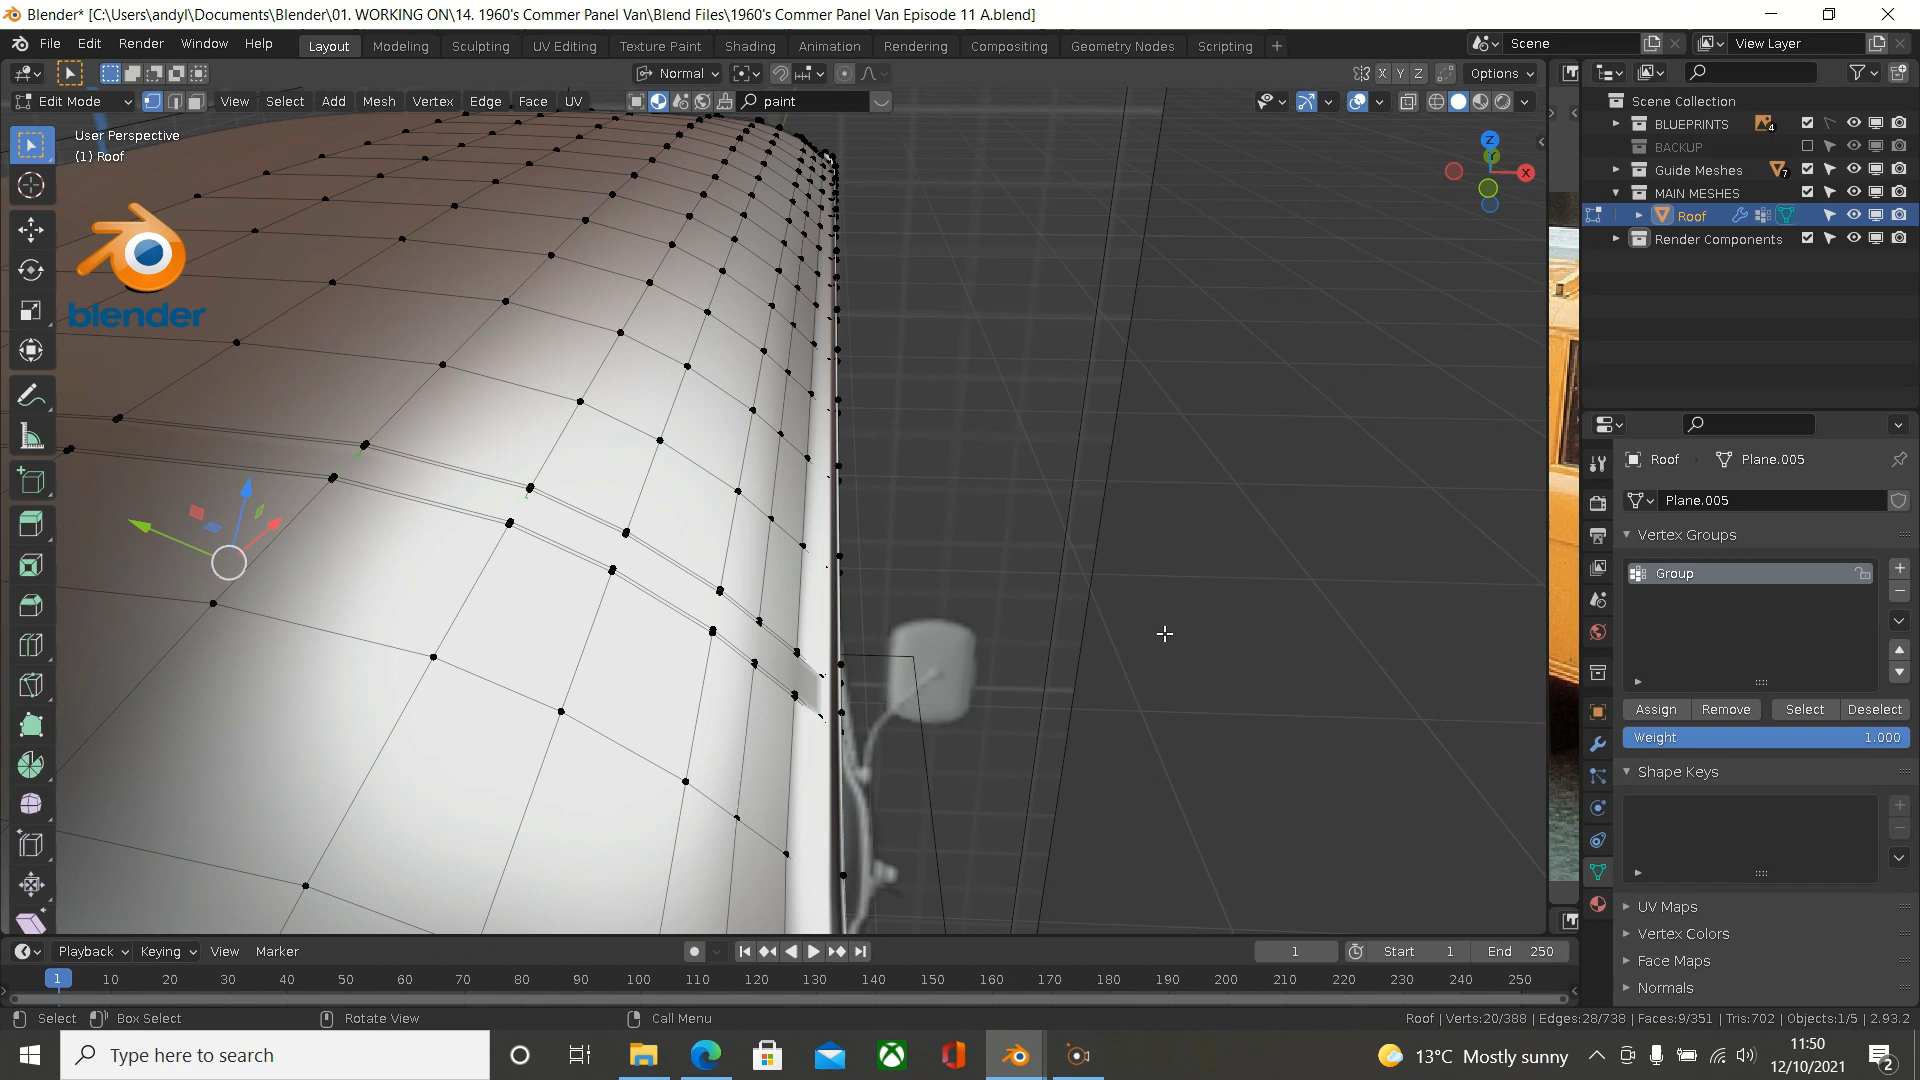 Blender* [C:\Users\andyl\Documents\Blender\01. WORKING ON\14. 1960's Commer Panel Van\Blend Files\1960's Commer Panel Van Episode 11 A.blend]
File Edit Render Window Help Layout Modeling Sculpting UV Editing Texture Paint Shading Animation Rendering Compositing Geometry Nodes Scripting + Scene View Layer
Normal X Y Z Options
Edit Mode View Select Add Mesh Vertex Edge Face UV paint
User Perspective
(1) Roof
blender
Z
Y
X
Scene Collection
BLUEPRINTS 4
BACKUP
Guide Meshes 7
MAIN MESHES
Roof
Render Components
Roof Plane.005
Plane.005
Vertex Groups
Group
Assign Remove Select Deselect
Weight 1.000
Shape Keys
UV Maps
Vertex Colors
Face Maps
Normals
Playback Keying View Marker 1 Start 1 End 250
1 10 20 30 40 50 60 70 80 90 100 110 120 130 140 150 160 170 180 190 200 210 220 230 240 250
Select Box Select Rotate View Call Menu Roof | Verts:20/388 | Edges:28/738 | Faces:9/351 | Tris:702 | Objects:1/5 | 2.93.2
Type here to search 13°C Mostly sunny 11:50
12/10/2021 2